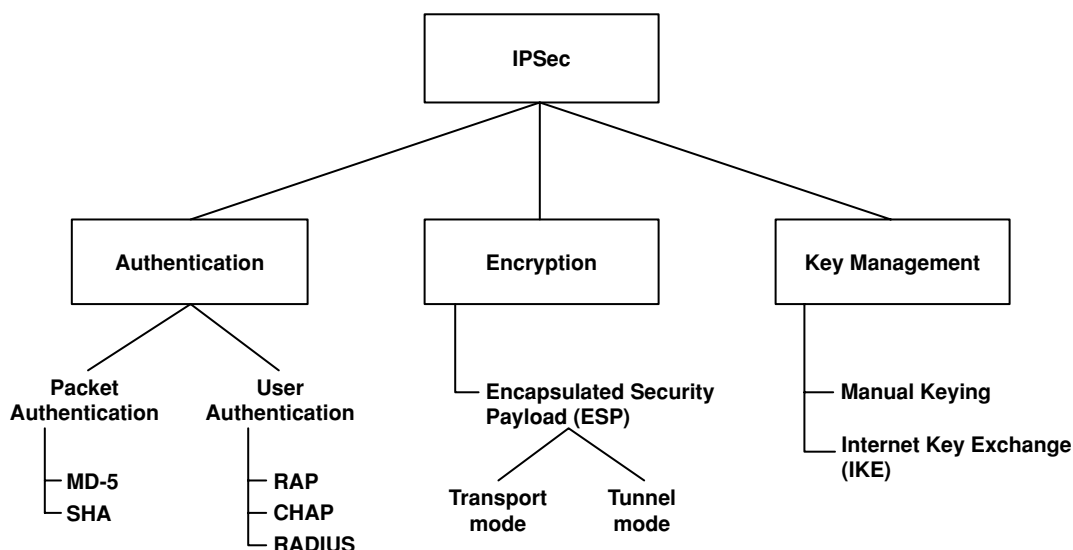 IPSec
Authentication
Encryption
Key Management
Packet
Authentication
MD-5
SHA
User
Authentication
RAP
CHAP
RADIUS
Encapsulated Security
Payload (ESP)
Transport
mode
Tunnel
mode
Manual Keying
Internet Key Exchange
(IKE)